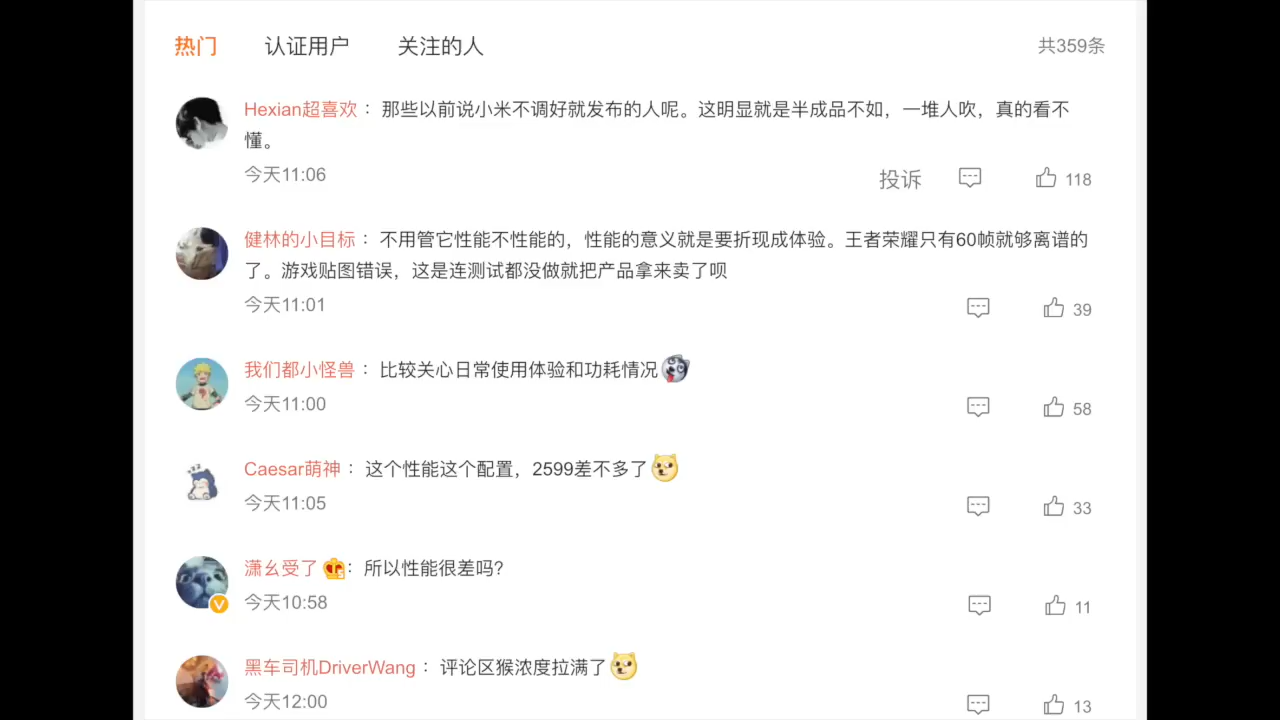 热门 认证用户 关注的人 共359条
Hexian超喜欢：那些以前说小米不调好就发布的人呢。这明显就是半成品不如，一堆人吹，真的看不
懂。
今天11:06 投诉 118
健林的小目标：不用管它性能不性能的，性能的意义就是要折现成体验。王者荣耀只有60帧就够离谱的
了。游戏贴图错误，这是连测试都没做就把产品拿来卖了呗
今天11:01 39
我们都小怪兽：比较关心日常使用体验和功耗情况
今天11:00 58
Caesar萌神：这个性能这个配置，2599差不多了
今天11:05 33
潇幺受了：所以性能很差吗?
今天10:58 11
黑车司机DriverWang：评论区猴浓度拉满了
今天12:00 13